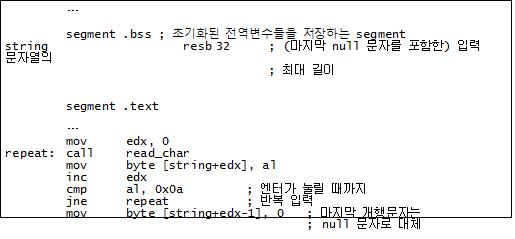 ...
segment .bss ; 초기화된 전역변수들을 저장하는 segment
string resb 32 ; (마지막 null 문자를 포함한) 입력
문자열의
; 최대 길이
segment .text
...
mov edx, 0
repeat: call read_char
mov byte [string+edx], al
inc edx
cmp al, 0x0a ; 엔터가 눌릴 때까지
jne repeat ; 반복 입력
mov byte [string+edx-1], 0 ; 마지막 개행문자는
; null 문자로 대체